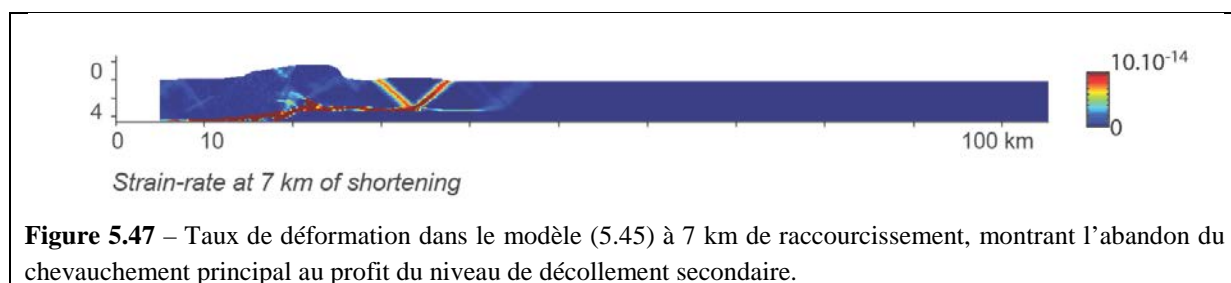 0
4
0
10
100 km
10.10-14
0
Strain-rate at 7 km of shortening
Figure 5.47 – Taux de déformation dans le modèle (5.45) à 7 km de raccourcissement, montrant l’abandon du
chevauchement principal au profit du niveau de décollement secondaire.